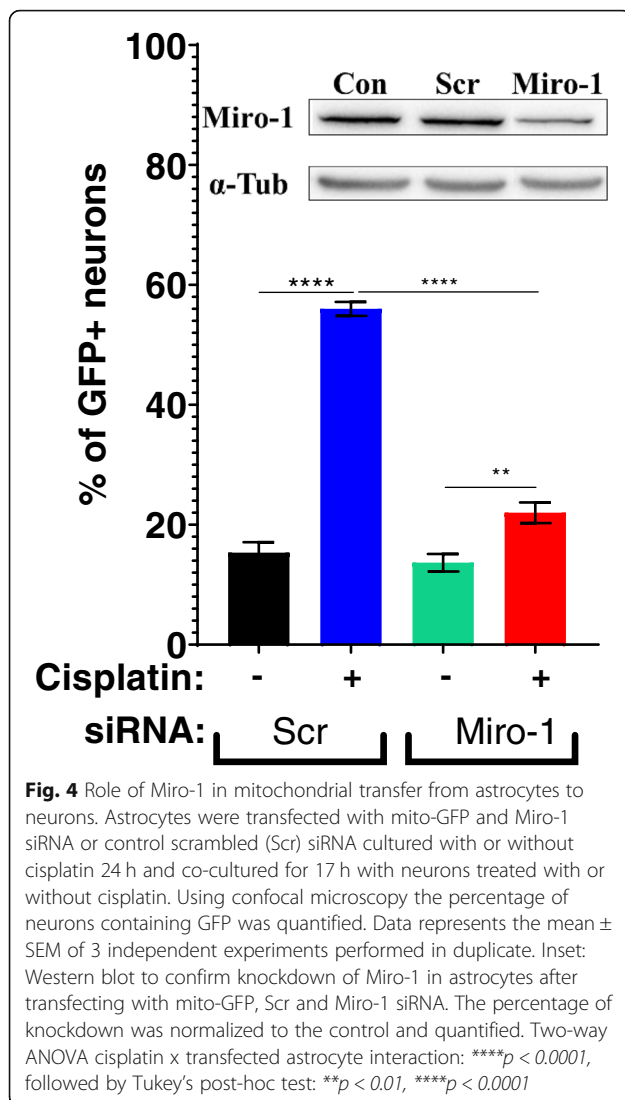 100
80
60
40
20
0
% of GFP+ neurons
Con Scr Miro-1
Miro-1
α-Tub
**** ****
**
Cisplatin: - + - +
siRNA: Scr Miro-1
Fig. 4 Role of Miro-1 in mitochondrial transfer from astrocytes to
neurons. Astrocytes were transfected with mito-GFP and Miro-1
siRNA or control scrambled (Scr) siRNA cultured with or without
cisplatin 24 h and co-cultured for 17 h with neurons treated with or
without cisplatin. Using confocal microscopy the percentage of
neurons containing GFP was quantified. Data represents the mean ±
SEM of 3 independent experiments performed in duplicate. Inset:
Western blot to confirm knockdown of Miro-1 in astrocytes after
transfecting with mito-GFP, Scr and Miro-1 siRNA. The percentage of
knockdown was normalized to the control and quantified. Two-way
ANOVA cisplatin x transfected astrocyte interaction: ****p < 0.0001,
followed by Tukey's post-hoc test: **p < 0.01, ****p < 0.0001